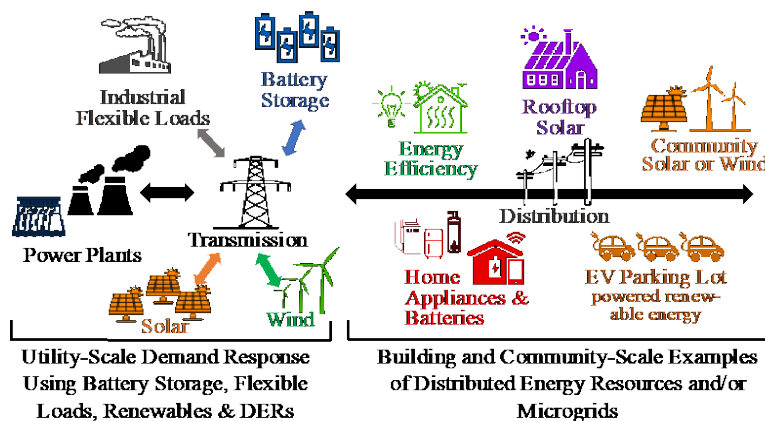 Industrial
Flexible Loads
Battery
Storage
Power Plants
Transmission
Solar
Wind
Energy
Efficiency
Rooftop
Solar
Community
Solar or Wind
Distribution
Home
Appliances &
Batteries
EV Parking Lot
powered renew-
able energy
Utility-Scale Demand Response
Using Battery Storage, Flexible
Loads, Renewables & DERs
Building and Community-Scale Examples
of Distributed Energy Resources and/or
Microgrids